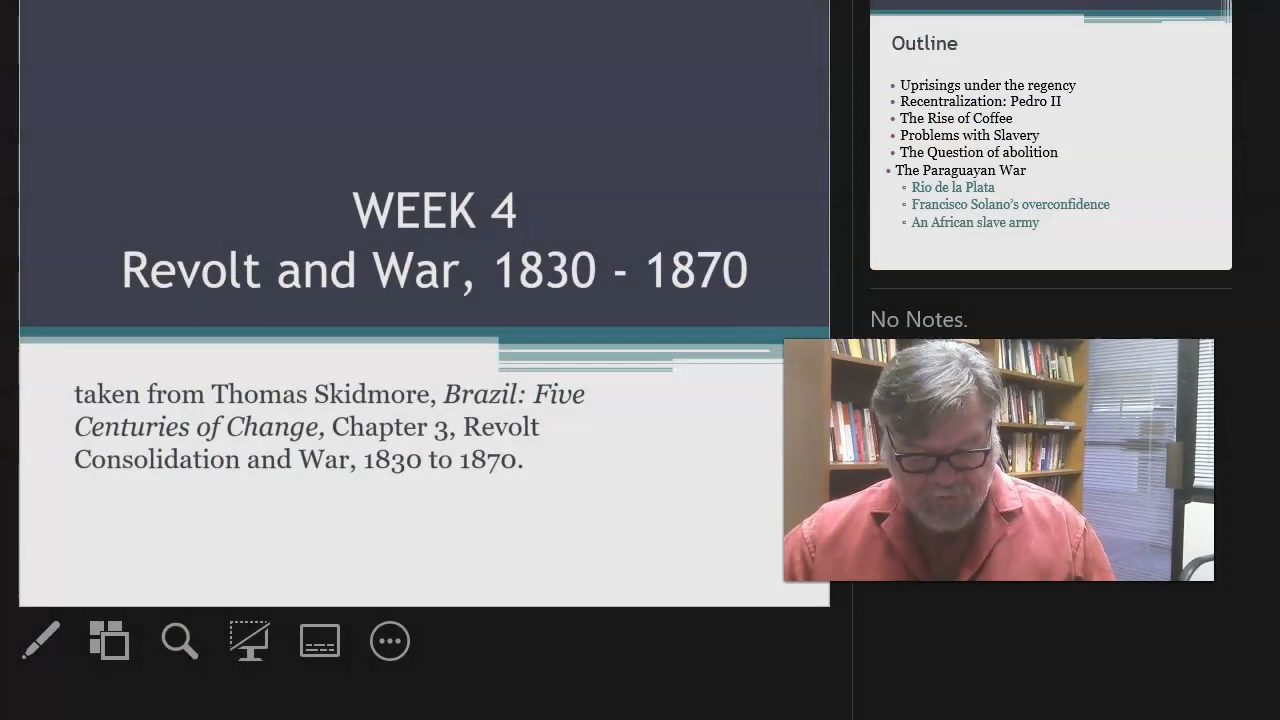 WEEK 4
Revolt and War, 1830 - 1870
taken from Thomas Skidmore, Brazil: Five
Centuries of Change, Chapter 3, Revolt
Consolidation and War, 1830 to 1870.
Outline
• Uprisings under the regency
• Recentralization: Pedro II
• The Rise of Coffee
• Problems with Slavery
• The Question of abolition
• The Paraguayan War
▫ Rio de la Plata
▫ Francisco Solano's overconfidence
▫ An African slave army
No Notes.